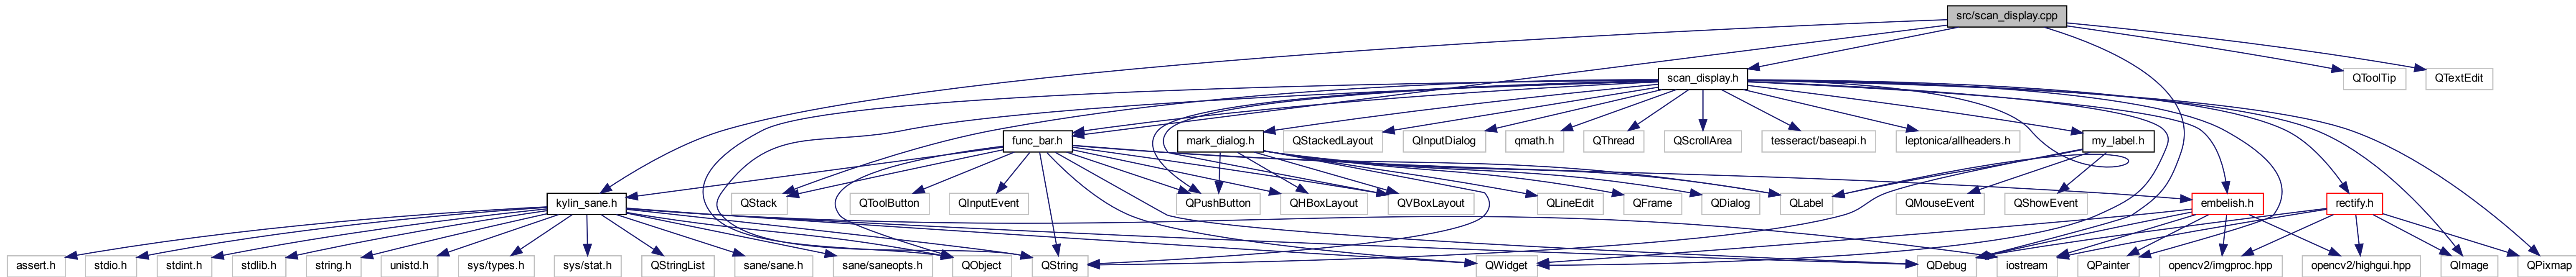 src/scan_display.cpp
scan_display.h
QToolTip
QTextEdit
func_bar.h
mark_dialog.h
QStackedLayout
QInputDialog
qmath.h
QThread
QScrollArea
tesseract/baseapi.h
leptonica/allheaders.h
my_label.h
kylin_sane.h
QStack
QToolButton
QInputEvent
QPushButton
QHBoxLayout
QVBoxLayout
QLineEdit
QFrame
QDialog
QLabel
QMouseEvent
QShowEvent
embelish.h
rectify.h
assert.h
stdio.h
stdint.h
stdlib.h
string.h
unistd.h
sys/types.h
sys/stat.h
QStringList
sane/sane.h
sane/saneopts.h
QObject
QString
QWidget
QDebug
iostream
QPainter
opencv2/imgproc.hpp
opencv2/highgui.hpp
QImage
QPixmap